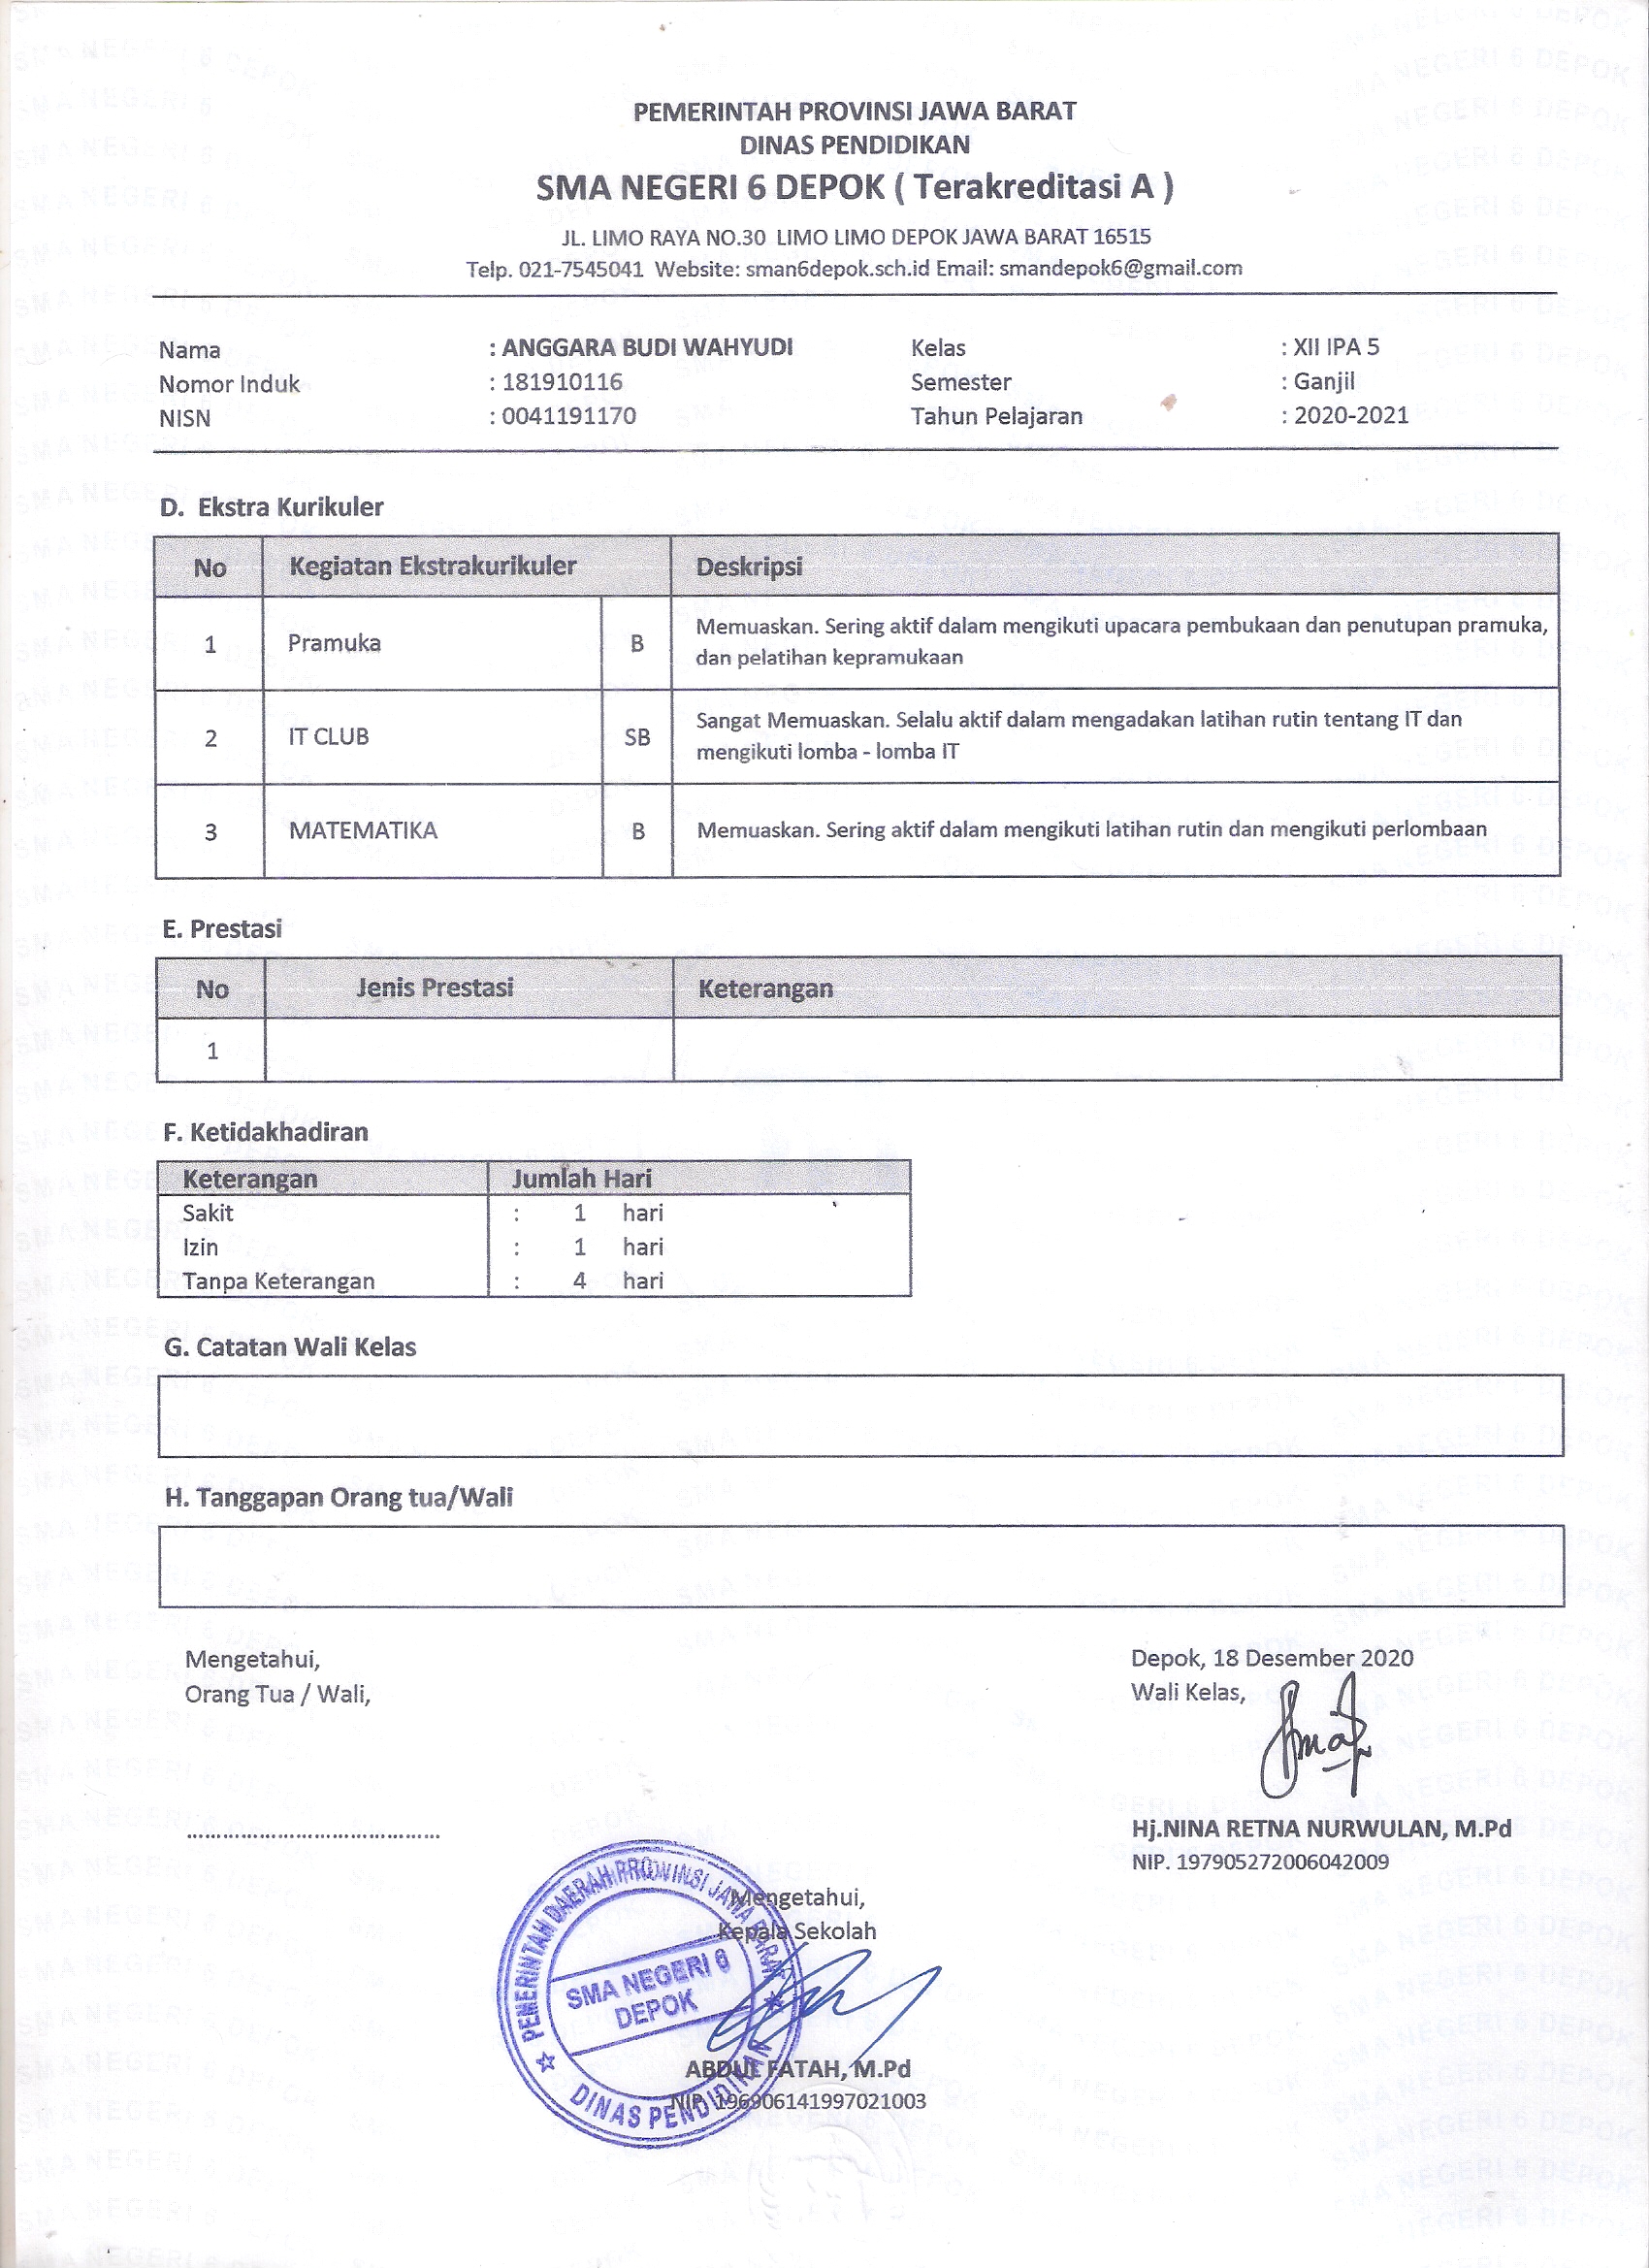 PEMERINTAH PROVINSI JAWA BARAT
DINAS PENDIDIKAN
SMA NEGERI 6 DEPOK ( Terakreditasi A )
JL. LIMO RAYA NO.30 LIMO LIMO DEPOK JAWA BARAT 16515
Telp. 021-7545041 Website: sman6depok.sch.id Email: smandepok6@gmail.com
Nama : ANGGARA BUDI WAHYUDI Kelas : XII IPA 5
Nomor Induk : 181910116 Semester : Ganjil
NISN : 0041191170 Tahun Pelajaran : 2020-2021
D. Ekstra Kurikuler
No Kegiatan Ekstrakurikuler Deskripsi
1 Pramuka B Memuaskan. Sering aktif dalam mengikuti upacara pembukaan dan penutupan pramuka,
dan pelatihan kepramukaan
2 IT CLUB SB Sangat Memuaskan. Selalu aktif dalam mengadakan latihan rutin tentang IT dan
mengikuti lomba - lomba IT
3 MATEMATIKA B Memuaskan. Sering aktif dalam mengikuti latihan rutin dan mengikuti perlombaan
E. Prestasi
No Jenis Prestasi Keterangan
1
F. Ketidakhadiran
Keterangan Jumlah Hari
Sakit : 1 hari
Izin : 1 hari
Tanpa Keterangan : 4 hari
G. Catatan Wali Kelas
H. Tanggapan Orang tua/Wali
Mengetahui, Depok, 18 Desember 2020
Orang Tua / Wali, Wali Kelas,
Hj.NINA RETNA NURWULAN, M.Pd
NIP. 197905272006042009
Mengetahui,
Kepala Sekolah
PEMERINTAH DAERAH PROVINSI JAWA BARAT
SMA NEGERI 6
DEPOK
DINAS PENDIDIKAN
ABDUL FATAH, M.Pd
NIP. 196906141997021003